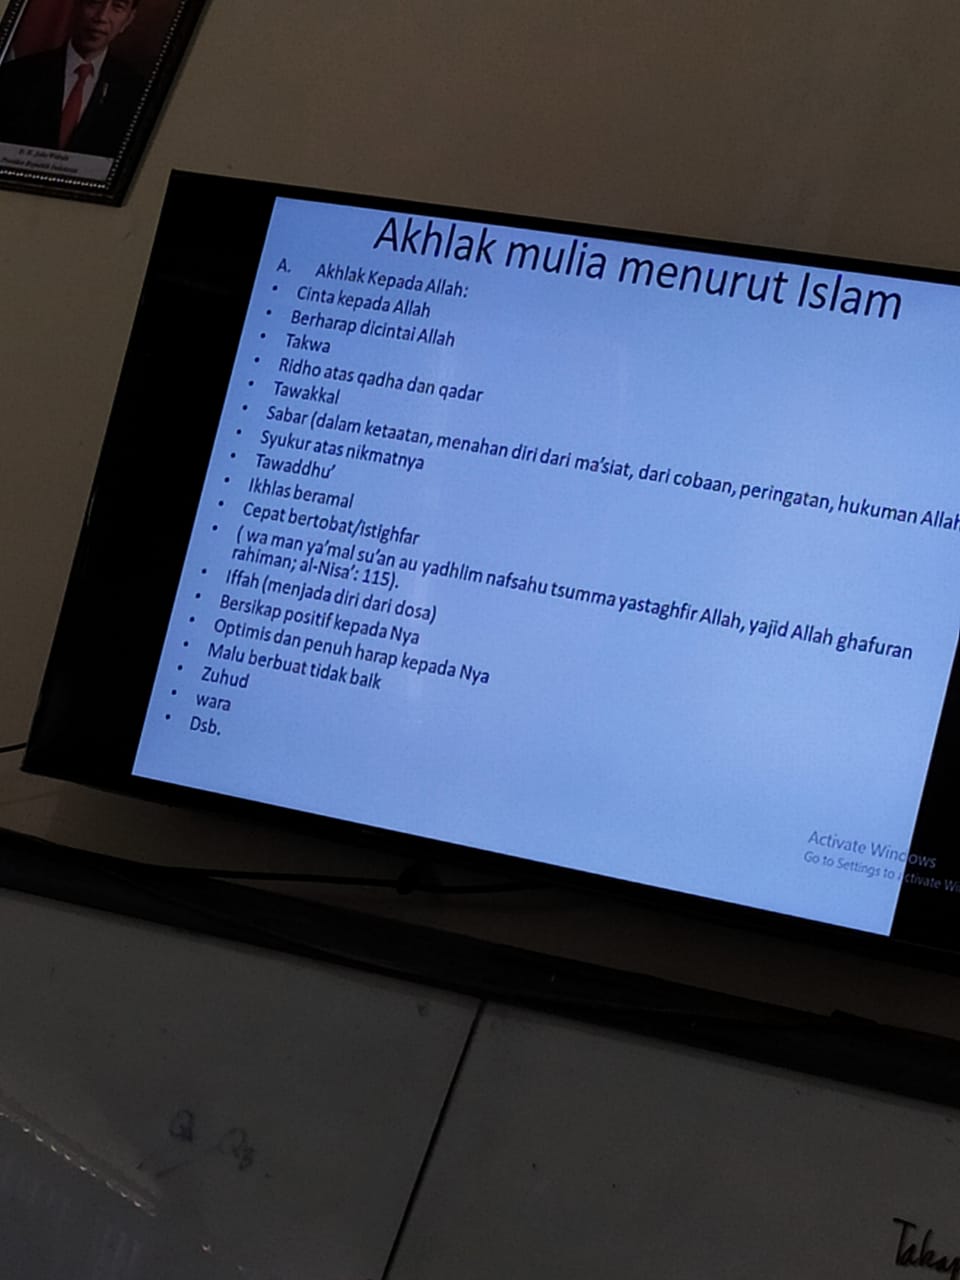 Presiden Republik Indonesia
Akhlak mulia menurut Islam
A. Akhlak Kepada Allah:
• Cinta kepada Allah
• Berharap dicintai Allah
• Takwa
• Ridho atas qadha dan qadar
• Tawakkal
• Sabar (dalam ketaatan, menahan diri dari ma'siat, dari cobaan, peringatan, hukuman Allah
• Syukur atas nikmatnya
• Tawaddhu'
• Ikhlas beramal
• Cepat bertobat/istighfar
• ( wa man ya'mal su'an au yadhlim nafsahu tsumma yastaghfir Allah, yajid Allah ghafuran
rahiman; al-Nisa': 115).
• Iffah (menjada diri dari dosa)
• Bersikap positif kepada Nya
• Optimis dan penuh harap kepada Nya
• Malu berbuat tidak baik
• Zuhud
• wara
• Dsb.
Activate Windows
Go to Settings to activate Wi
Taka